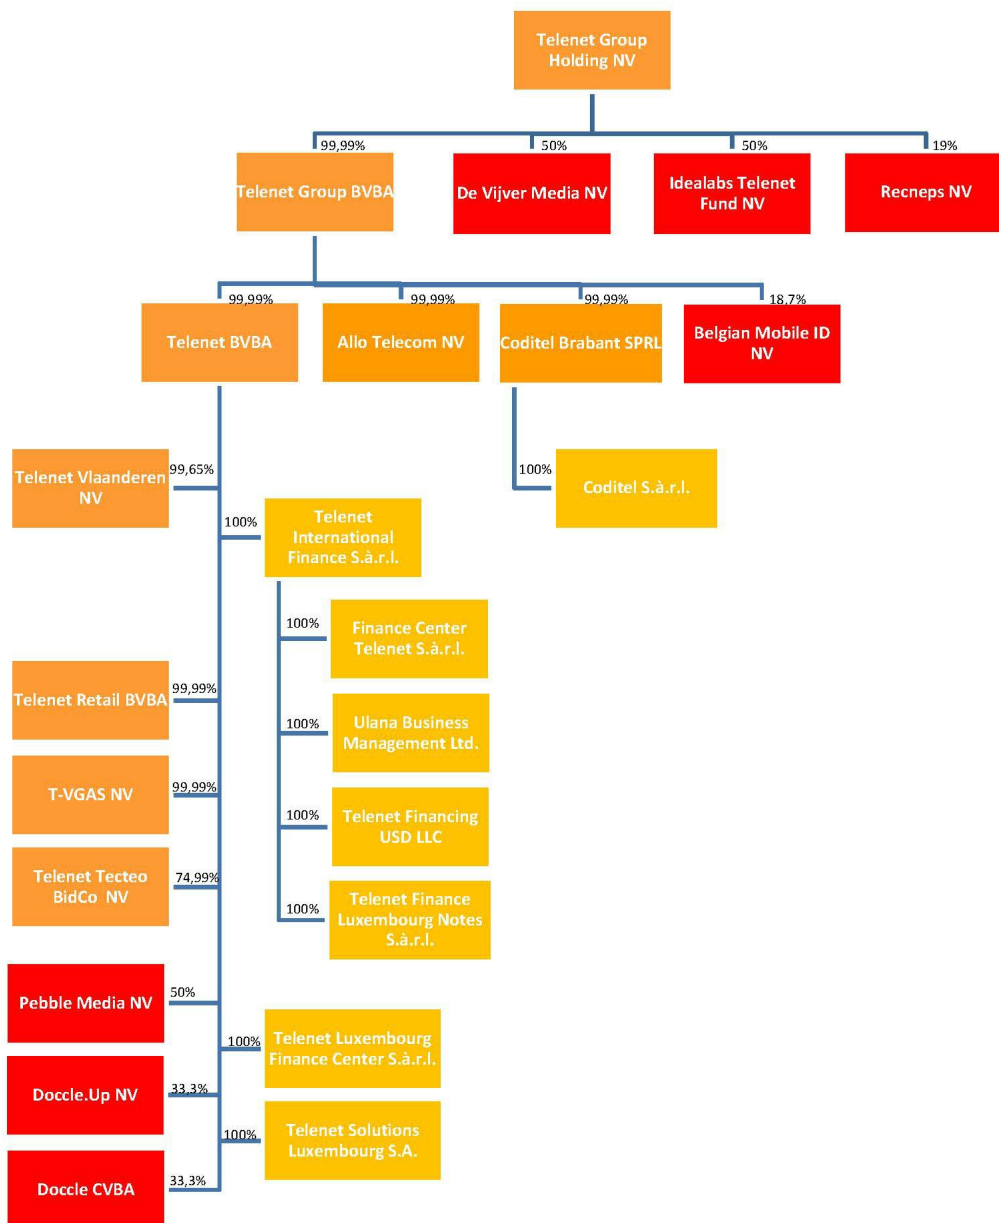 Telenet Group
Holding NV
99,99%
50%
50%
19%
Telenet Group BVBA
De Vijver Media NV
Idealabs Telenet
Fund NV
Recneps NV
99,99%
99,99%
99,99%
18,7%
Telenet BVBA
Allo Telecom NV
Coditel Brabant SPRL
Belgian Mobile ID
NV
Telenet Vlaanderen
NV
99,65%
100%
Coditel S.à.r.l.
100%
Telenet
International
Finance S.à.r.l.
100%
Finance Center
Telenet S.à.r.l.
Telenet Retail BVBA
99,99%
100%
Ulana Business
Management Ltd.
T-VGAS NV
99,99%
100%
Telenet Financing
USD LLC
Telenet Tecteo
BidCo  NV
74,99%
100%
Telenet Finance
Luxembourg Notes
S.à.r.l.
Pebble Media NV
50%
100%
Telenet Luxembourg
Finance Center S.à.r.l.
Doccle.Up NV
33,3%
100%
Telenet Solutions
Luxembourg S.A.
Doccle CVBA
33,3%